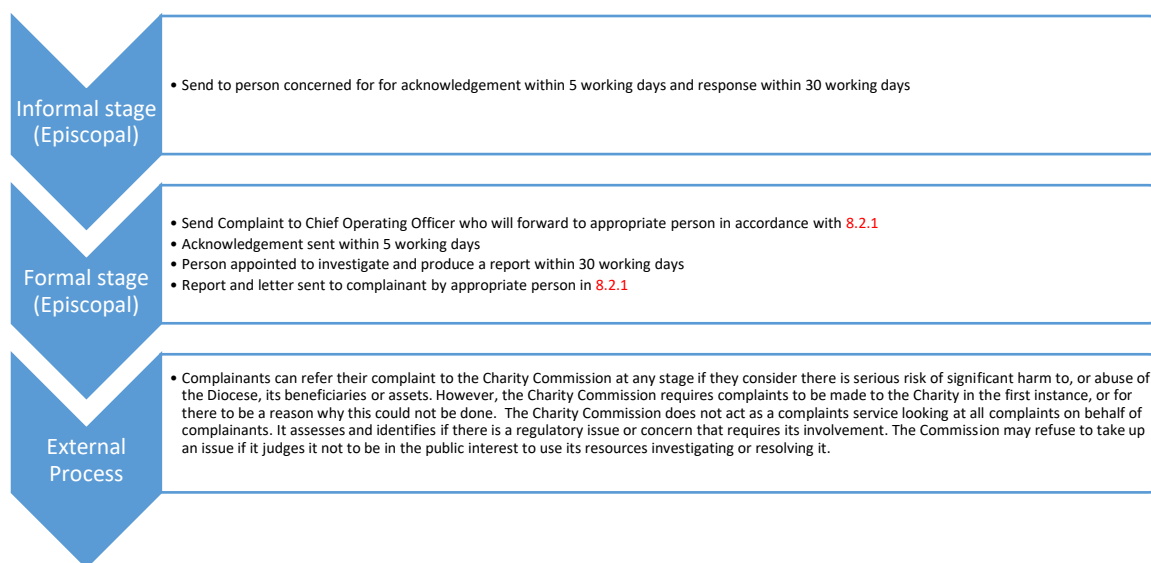 Informal stage
(Episcopal)
• Send to person concerned for for acknowledgement within 5 working days and response within 30 working days
Formal stage
(Episcopal)
• Send Complaint to Chief Operating Officer who will forward to appropriate person in accordance with 8.2.1
• Acknowledgement sent within 5 working days
• Person appointed to investigate and produce a report within 30 working days
• Report and letter sent to complainant by appropriate person in 8.2.1
External
Process
• Complainants can refer their complaint to the Charity Commission at any stage if they consider there is serious risk of significant harm to, or abuse of
the Diocese, its beneficiaries or assets. However, the Charity Commission requires complaints to be made to the Charity in the first instance, or for
there to be a reason why this could not be done.  The Charity Commission does not act as a complaints service looking at all complaints on behalf of
complainants. It assesses and identifies if there is a regulatory issue or concern that requires its involvement. The Commission may refuse to take up
an issue if it judges it not to be in the public interest to use its resources investigating or resolving it.